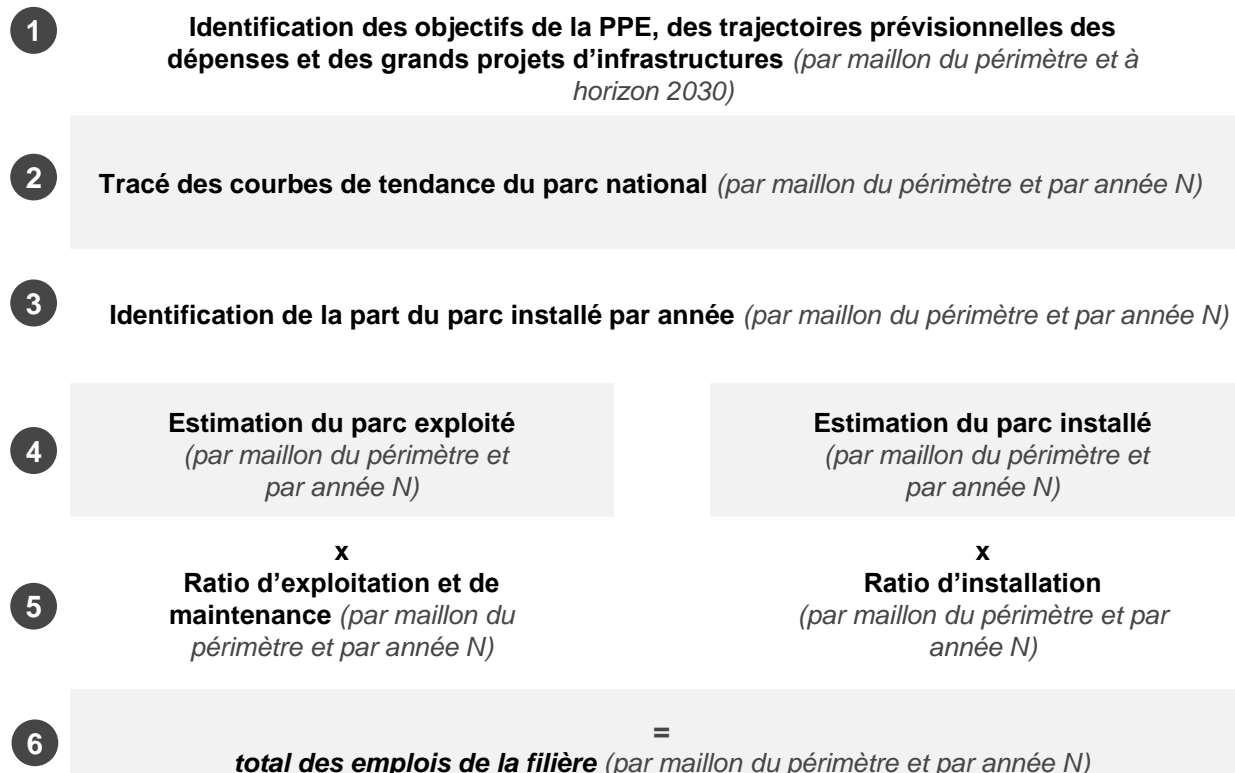 1
Identification des objectifs de la PPE, des trajectoires prévisionnelles des
dépenses et des grands projets d'infrastructures (par maillon du périmètre et à
horizon 2030)
2
Tracé des courbes de tendance du parc national (par maillon du périmètre et par année N)
3
Identification de la part du parc installé par année (par maillon du périmètre et par année N)
4
Estimation du parc exploité
(par maillon du périmètre et
par année N)
Estimation du parc installé
(par maillon du périmètre et
par année N)
5
x
Ratio d'exploitation et de
maintenance (par maillon du
périmètre et par année N)
x
Ratio d'installation
(par maillon du périmètre et par
année N)
6
=
total des emplois de la filière (par maillon du périmètre et par année N)